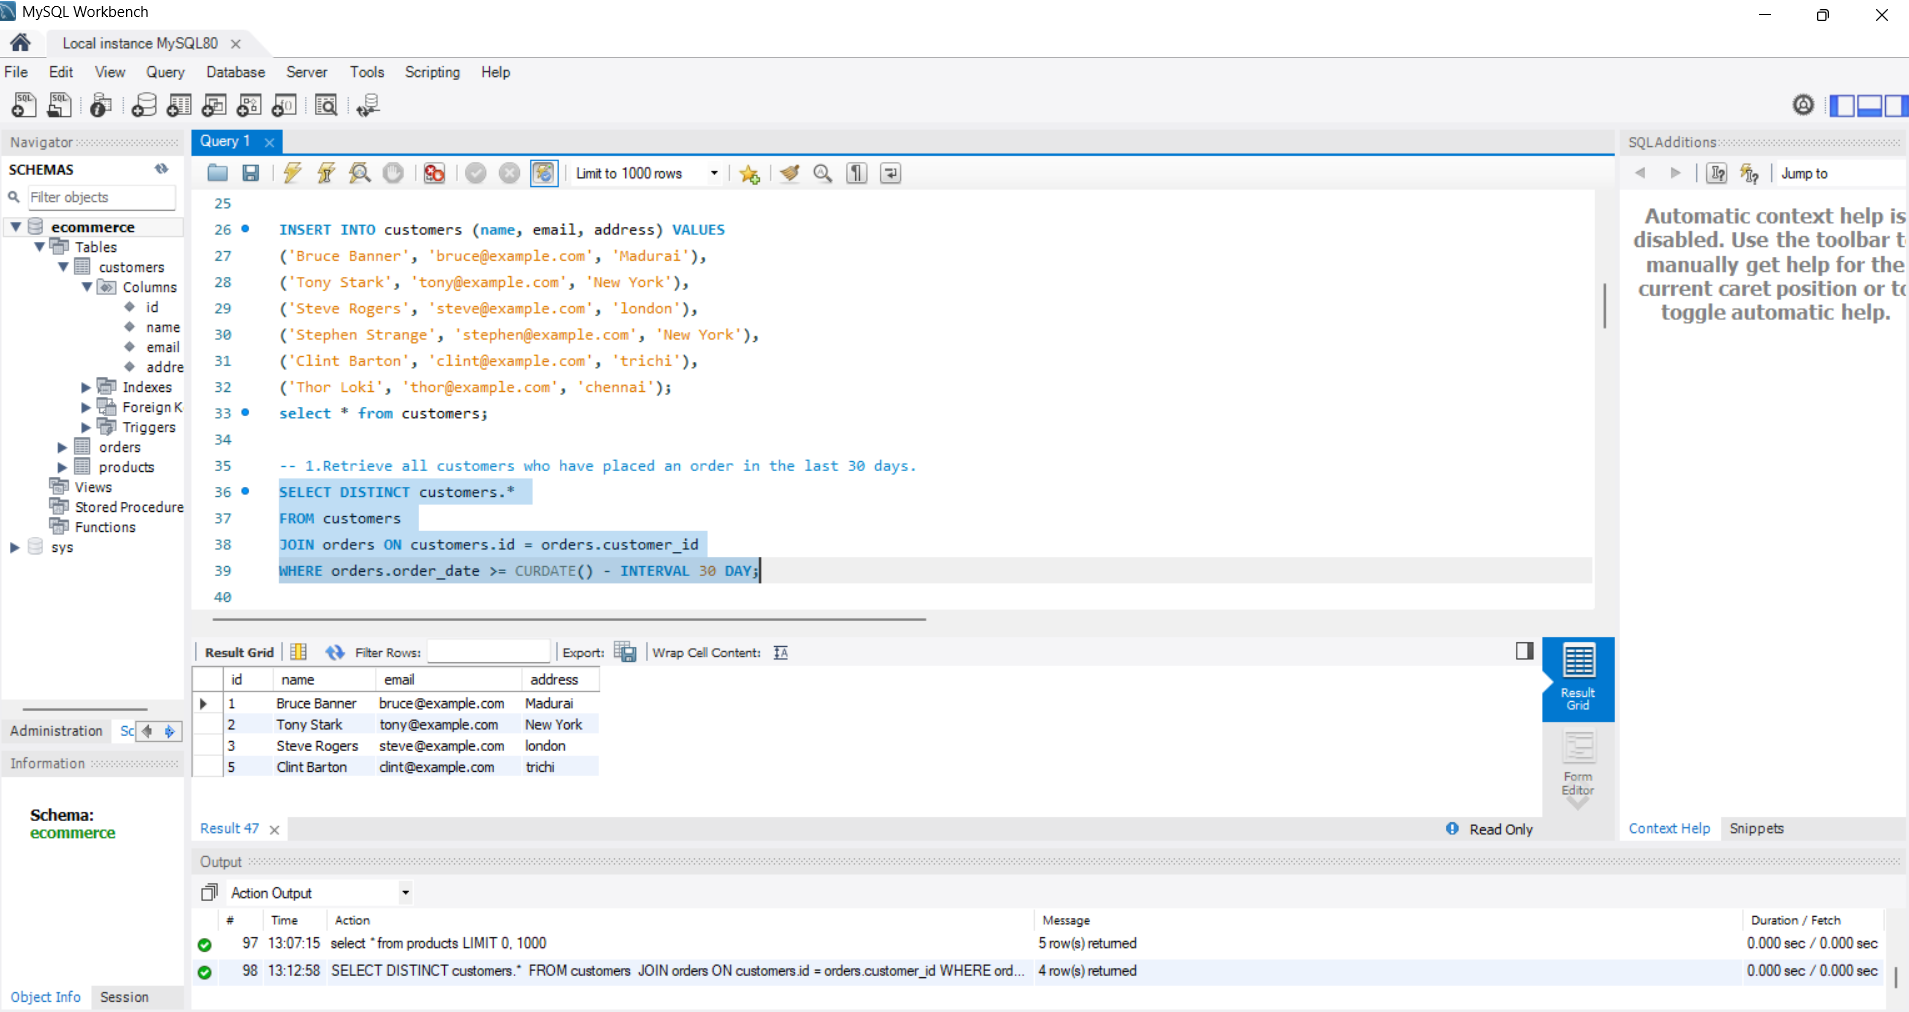 MySQL Workbench
Local instance MySQL80
File Edit View Query Database Server Tools Scripting Help
Navigator
SCHEMAS
Filter objects
ecommerce
Tables
customers
Columns
id
name
email
addre
Indexes
Foreign K
Triggers
orders
products
Views
Stored Procedure
Functions
sys
Administration Sc
Information
Schema:
ecommerce
Object Info Session
Query 1
Limit to 1000 rows
25
26 INSERT INTO customers (name, email, address) VALUES
27 ('Bruce Banner', 'bruce@example.com', 'Madurai'),
28 ('Tony Stark', 'tony@example.com', 'New York'),
29 ('Steve Rogers', 'steve@example.com', 'london'),
30 ('Stephen Strange', 'stephen@example.com', 'New York'),
31 ('Clint Barton', 'clint@example.com', 'trichi'),
32 ('Thor Loki', 'thor@example.com', 'chennai');
33 select * from customers;
34
35 -- 1.Retrieve all customers who have placed an order in the last 30 days.
36 SELECT DISTINCT customers.*
37 FROM customers
38 JOIN orders ON customers.id = orders.customer_id
39 WHERE orders.order_date >= CURDATE() - INTERVAL 30 DAY;
40
Result Grid Filter Rows: Export: Wrap Cell Content:
id name email address
1 Bruce Banner bruce@example.com Madurai
2 Tony Stark tony@example.com New York
3 Steve Rogers steve@example.com london
5 Clint Barton clint@example.com trichi
Result Grid
Form Editor
Result 47
Read Only
SQLAdditions
Jump to
Automatic context help is
disabled. Use the toolbar t
manually get help for the
current caret position or to
toggle automatic help.
Context Help Snippets
Output
Action Output
# Time Action Message Duration / Fetch
97 13:07:15 select * from products LIMIT 0, 1000 5 row(s) returned 0.000 sec / 0.000 sec
98 13:12:58 SELECT DISTINCT customers.* FROM customers JOIN orders ON customers.id = orders.customer_id WHERE ord... 4 row(s) returned 0.000 sec / 0.000 sec